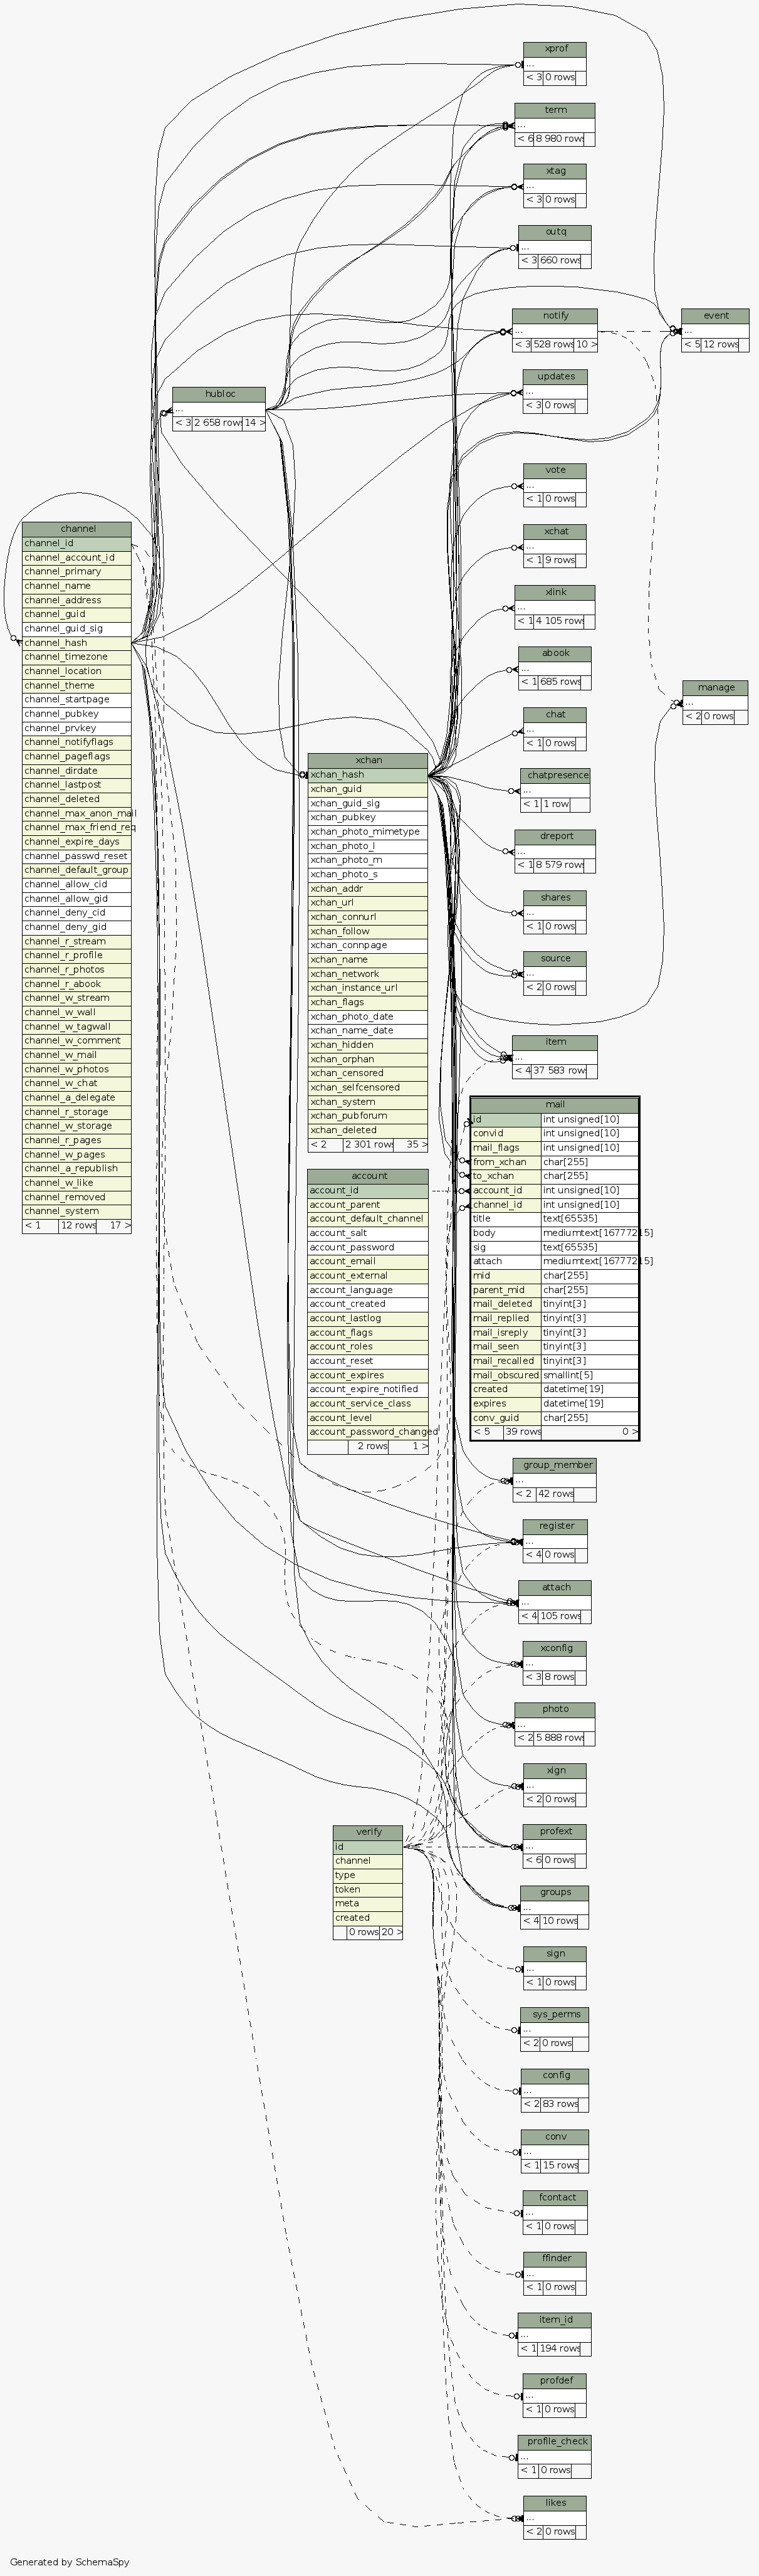 xprof
...
< 3 0 rows
term
...
< 6 8 980 rows
xtag
...
< 3 0 rows
outq
...
< 3 660 rows
notify
...
< 3 528 rows 10 >
event
...
< 5 12 rows
updates
...
< 3 0 rows
hubloc
...
< 3 2 658 rows 14 >
vote
...
< 1 0 rows
xchat
...
< 1 9 rows
xlink
...
< 1 4 105 rows
abook
...
< 1 685 rows
manage
...
< 2 0 rows
chat
...
< 1 0 rows
chatpresence
...
< 1 1 row
dreport
...
< 1 8 579 rows
shares
...
< 1 0 rows
source
...
< 2 0 rows
item
...
< 4 37 583 rows
channel
channel_id
channel_account_id
channel_primary
channel_name
channel_address
channel_guid
channel_guid_sig
channel_hash
channel_timezone
channel_location
channel_theme
channel_startpage
channel_pubkey
channel_prvkey
channel_notifyflags
channel_pageflags
channel_dirdate
channel_lastpost
channel_deleted
channel_max_anon_mail
channel_max_friend_req
channel_expire_days
channel_passwd_reset
channel_default_group
channel_allow_cid
channel_allow_gid
channel_deny_cid
channel_deny_gid
channel_r_stream
channel_r_profile
channel_r_photos
channel_r_abook
channel_w_stream
channel_w_wall
channel_w_tagwall
channel_w_comment
channel_w_mail
channel_w_photos
channel_w_chat
channel_a_delegate
channel_r_storage
channel_w_storage
channel_r_pages
channel_w_pages
channel_a_republish
channel_w_like
channel_removed
channel_system
< 1 12 rows 17 >
xchan
xchan_hash
xchan_guid
xchan_guid_sig
xchan_pubkey
xchan_photo_mimetype
xchan_photo_l
xchan_photo_m
xchan_photo_s
xchan_addr
xchan_url
xchan_connurl
xchan_follow
xchan_connpage
xchan_name
xchan_network
xchan_instance_url
xchan_flags
xchan_photo_date
xchan_name_date
xchan_hidden
xchan_orphan
xchan_censored
xchan_selfcensored
xchan_system
xchan_pubforum
xchan_deleted
< 2 2 301 rows 35 >
account
account_id
account_parent
account_default_channel
account_salt
account_password
account_email
account_external
account_language
account_created
account_lastlog
account_flags
account_roles
account_reset
account_expires
account_expire_notified
account_service_class
account_level
account_password_changed
2 rows 1 >
mail
id int unsigned[10]
convid int unsigned[10]
mail_flags int unsigned[10]
from_xchan char[255]
to_xchan char[255]
account_id int unsigned[10]
channel_id int unsigned[10]
title text[65535]
body mediumtext[16777215]
sig text[65535]
attach mediumtext[16777215]
mid char[255]
parent_mid char[255]
mail_deleted tinyint[3]
mail_replied tinyint[3]
mail_isreply tinyint[3]
mail_seen tinyint[3]
mail_recalled tinyint[3]
mail_obscured smallint[5]
created datetime[19]
expires datetime[19]
conv_guid char[255]
< 5 39 rows 0 >
group_member
...
< 2 42 rows
register
...
< 4 0 rows
attach
...
< 4 105 rows
xconfig
...
< 3 8 rows
photo
...
< 2 5 888 rows
xign
...
< 2 0 rows
verify
id
channel
type
token
meta
created
0 rows 20 >
profext
...
< 6 0 rows
groups
...
< 4 10 rows
sign
...
< 1 0 rows
sys_perms
...
< 2 0 rows
config
...
< 2 83 rows
conv
...
< 1 15 rows
fcontact
...
< 1 0 rows
ffinder
...
< 1 0 rows
item_id
...
< 1 194 rows
profdef
...
< 1 0 rows
profile_check
...
< 1 0 rows
likes
...
< 2 0 rows
Generated by SchemaSpy